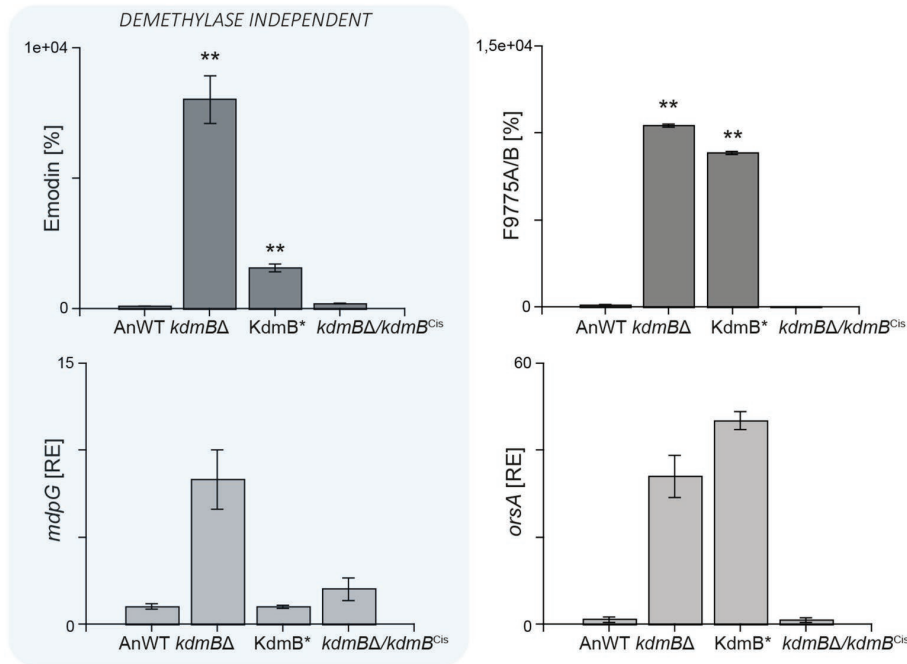 DEMETHYLASE INDEPENDENT
1e+04
**
**
Emodin [%]
0
AnWT kdmBΔ KdmB* kdmBΔ/kdmBCis
1,5e+04
**
**
F9775A/B [%]
0
AnWT kdmBΔ KdmB* kdmBΔ/kdmBCis
15
mdpG [RE]
0
AnWT kdmBΔ KdmB* kdmBΔ/kdmBCis
60
orsA [RE]
0
AnWT kdmBΔ KdmB* kdmBΔ/kdmBCis